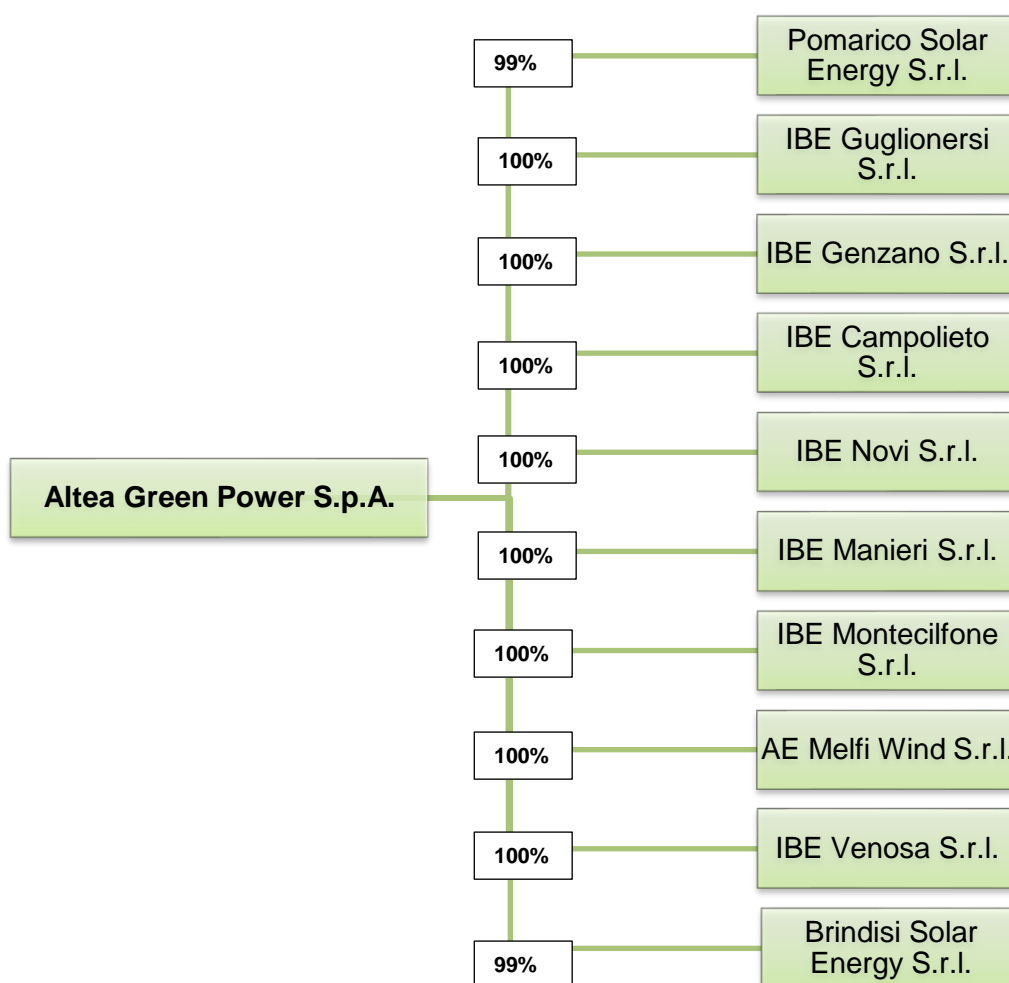 99%
Pomarico Solar
Energy S.r.l.
100%
IBE Guglionersi
S.r.l.
100%
IBE Genzano S.r.l.
100%
IBE Campolieto
S.r.l.
100%
IBE Novi S.r.l.
Altea Green Power S.p.A.
100%
IBE Manieri S.r.l.
100%
IBE Montecilfone
S.r.l.
100%
AE Melfi Wind S.r.l.
100%
IBE Venosa S.r.l.
99%
Brindisi Solar
Energy S.r.l.